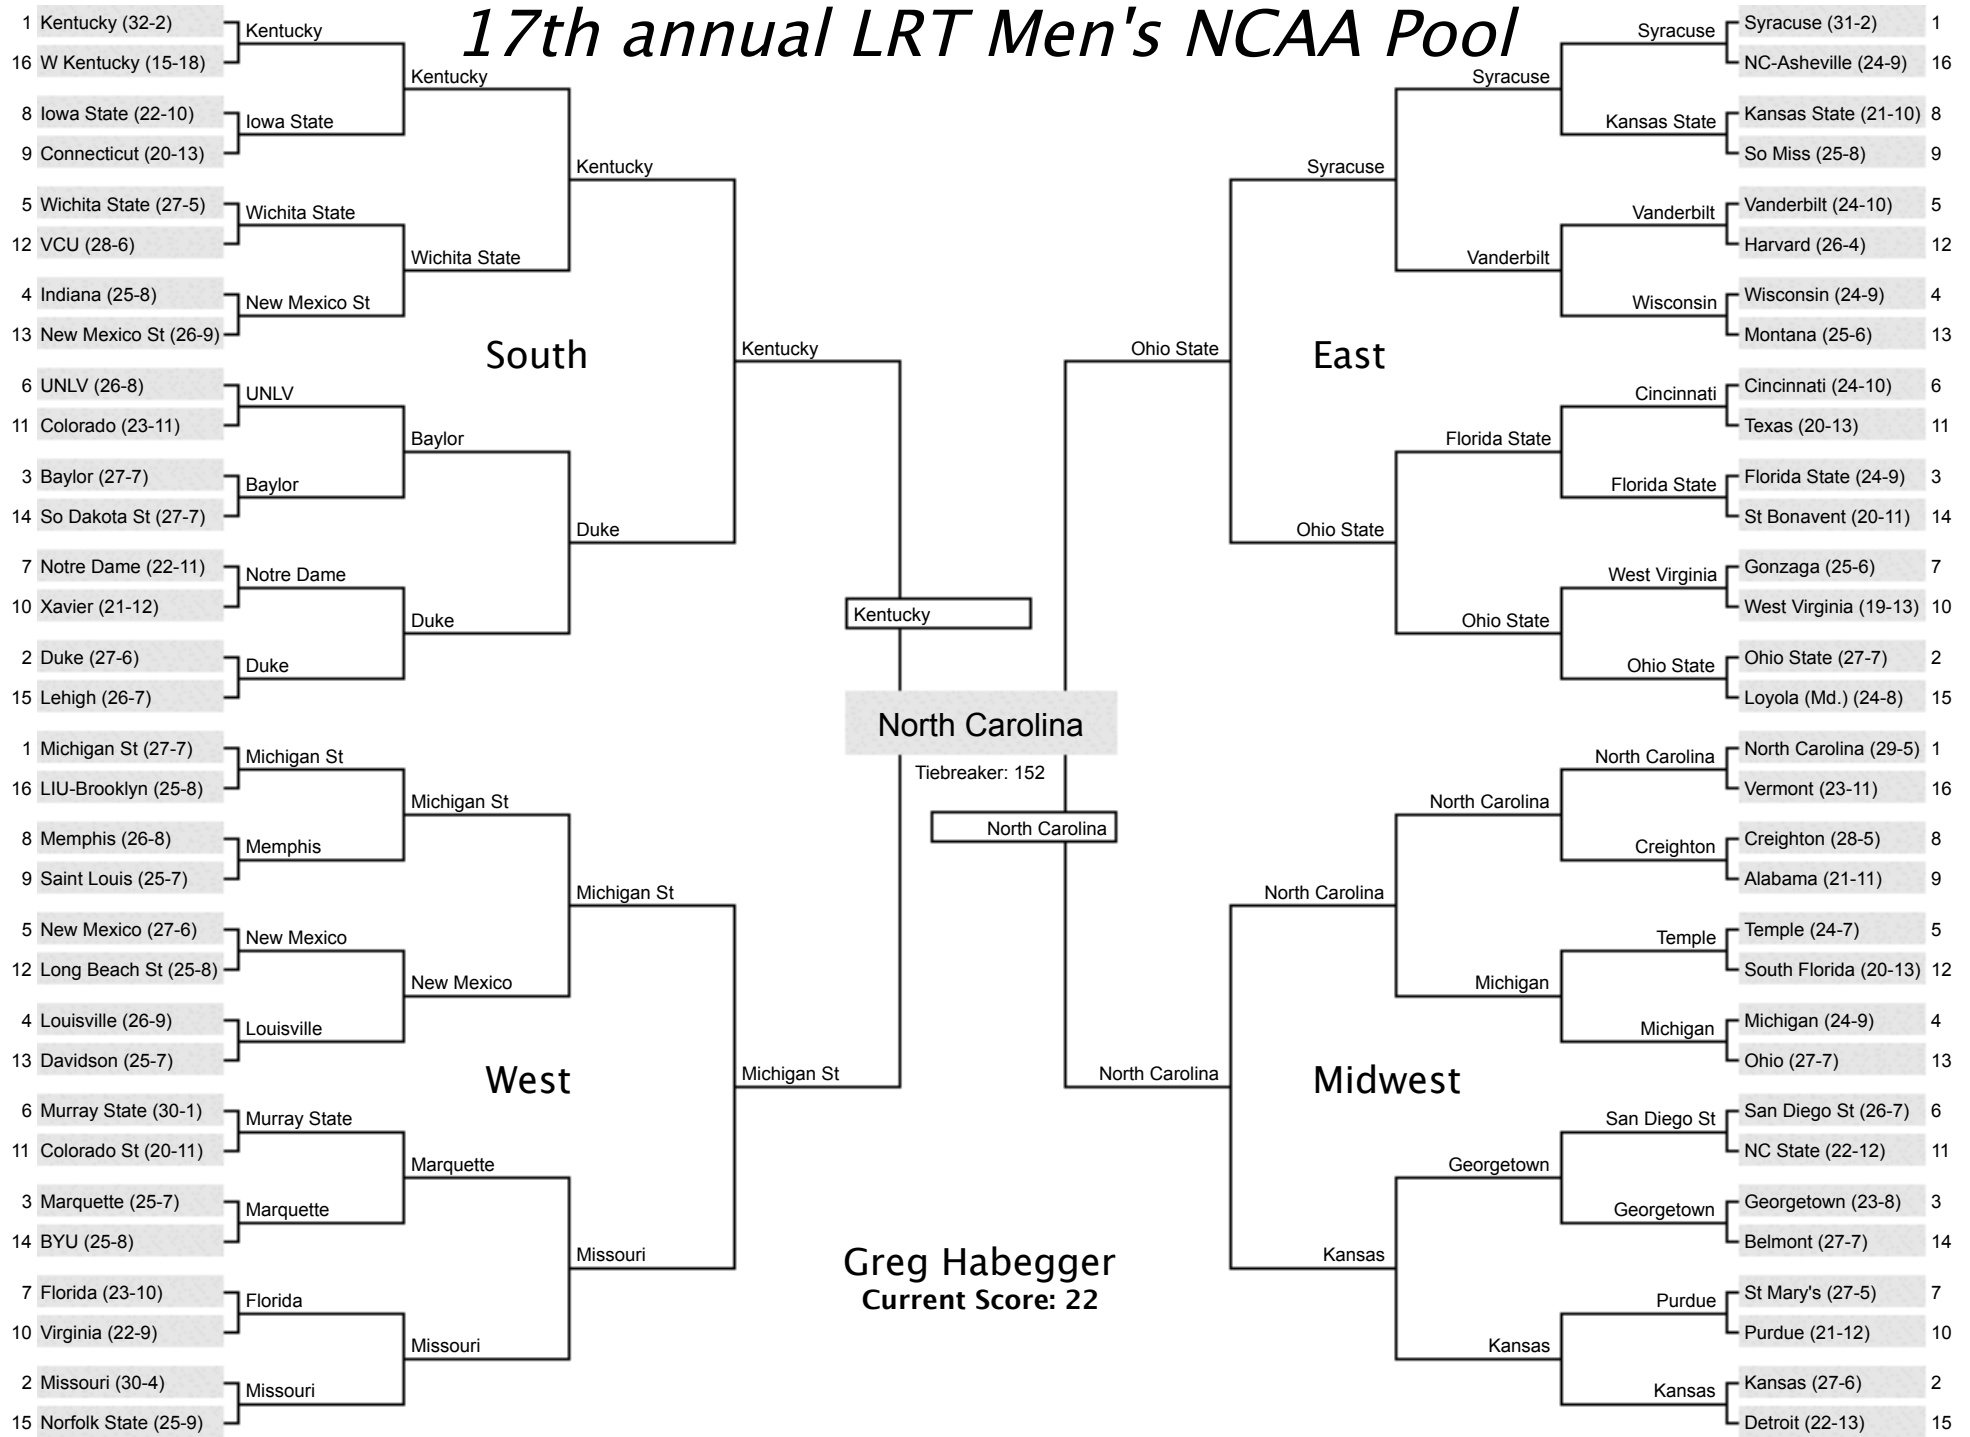 17th annual LRT Men's NCAA Pool
1 Kentucky (32-2)
16 W Kentucky (15-18)
8 Iowa State (22-10)
9 Connecticut (20-13)
5 Wichita State (27-5)
12 VCU (28-6)
4 Indiana (25-8)
13 New Mexico St (26-9)
6 UNLV (26-8)
11 Colorado (23-11)
3 Baylor (27-7)
14 So Dakota St (27-7)
7 Notre Dame (22-11)
10 Xavier (21-12)
2 Duke (27-6)
15 Lehigh (26-7)
Kentucky
Iowa State
Wichita State
New Mexico St
UNLV
Baylor
Notre Dame
Duke
Kentucky
Wichita State
Baylor
Duke
Kentucky
Duke
Kentucky
South
1 Michigan St (27-7)
16 LIU-Brooklyn (25-8)
8 Memphis (26-8)
9 Saint Louis (25-7)
5 New Mexico (27-6)
12 Long Beach St (25-8)
4 Louisville (26-9)
13 Davidson (25-7)
6 Murray State (30-1)
11 Colorado St (20-11)
3 Marquette (25-7)
14 BYU (25-8)
7 Florida (23-10)
10 Virginia (22-9)
2 Missouri (30-4)
15 Norfolk State (25-9)
Michigan St
Memphis
New Mexico
Louisville
Murray State
Marquette
Florida
Missouri
Michigan St
New Mexico
Marquette
Missouri
Michigan St
Missouri
Michigan St
West
Kentucky
North Carolina
Tiebreaker: 152
North Carolina
Greg Habegger
Current Score: 22
Syracuse (31-2) 1
NC-Asheville (24-9) 16
Kansas State (21-10) 8
So Miss (25-8) 9
Vanderbilt (24-10) 5
Harvard (26-4) 12
Wisconsin (24-9) 4
Montana (25-6) 13
Cincinnati (24-10) 6
Texas (20-13) 11
Florida State (24-9) 3
St Bonavent (20-11) 14
Gonzaga (25-6) 7
West Virginia (19-13) 10
Ohio State (27-7) 2
Loyola (Md.) (24-8) 15
Syracuse
Kansas State
Vanderbilt
Wisconsin
Cincinnati
Florida State
West Virginia
Ohio State
Syracuse
Vanderbilt
Florida State
Ohio State
Syracuse
Ohio State
Ohio State
East
North Carolina (29-5) 1
Vermont (23-11) 16
Creighton (28-5) 8
Alabama (21-11) 9
Temple (24-7) 5
South Florida (20-13) 12
Michigan (24-9) 4
Ohio (27-7) 13
San Diego St (26-7) 6
NC State (22-12) 11
Georgetown (23-8) 3
Belmont (27-7) 14
St Mary's (27-5) 7
Purdue (21-12) 10
Kansas (27-6) 2
Detroit (22-13) 15
North Carolina
Creighton
Temple
Michigan
San Diego St
Georgetown
Purdue
Kansas
North Carolina
Michigan
Georgetown
Kansas
North Carolina
Kansas
North Carolina
Midwest